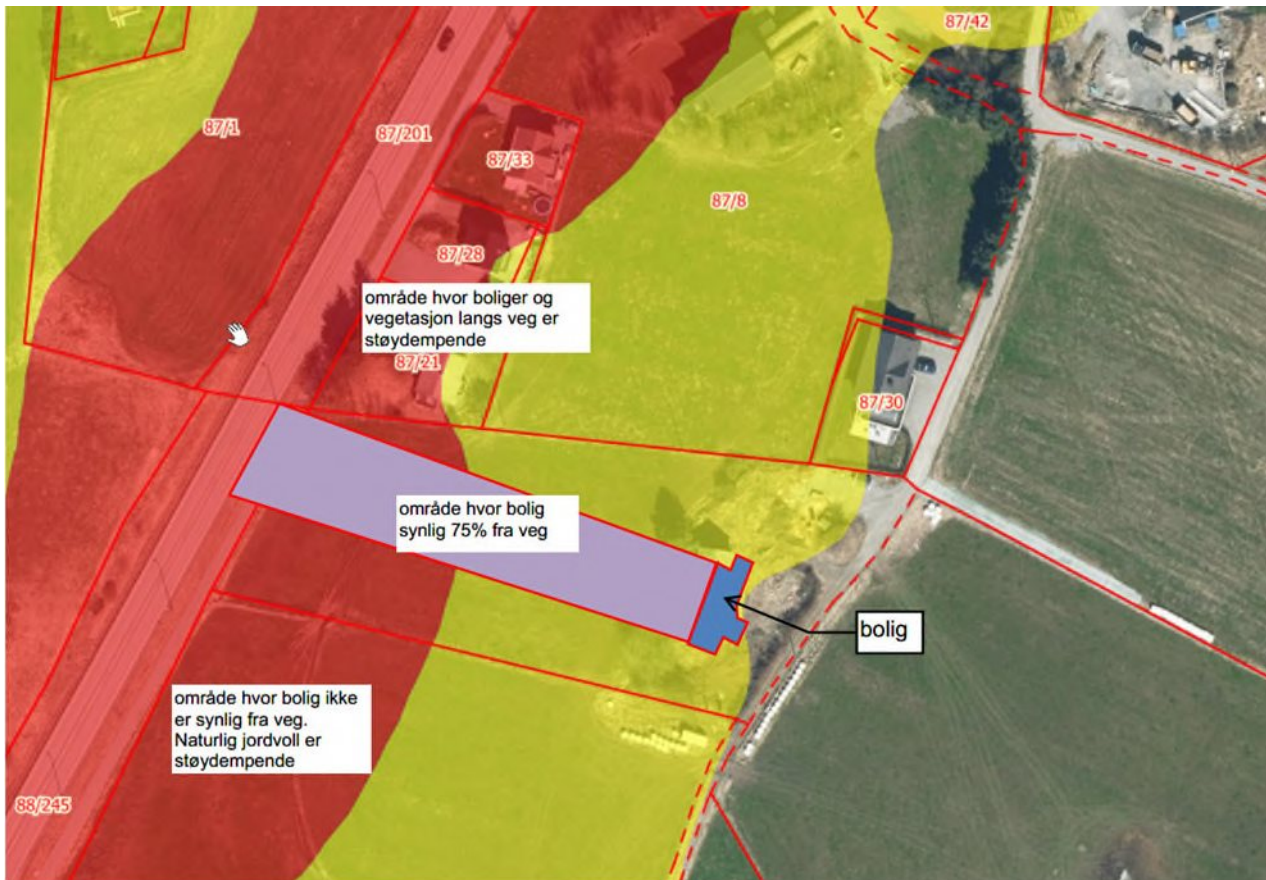 87/42
87/1
87/201
87/33
87/8
87/28
område hvor boliger og
vegetasjon langs veg er
støydempende
87/21
87/30
område hvor bolig
synlig 75% fra veg
bolig
område hvor bolig ikke
er synlig fra veg.
Naturlig jordvoll er
støydempende
88/245